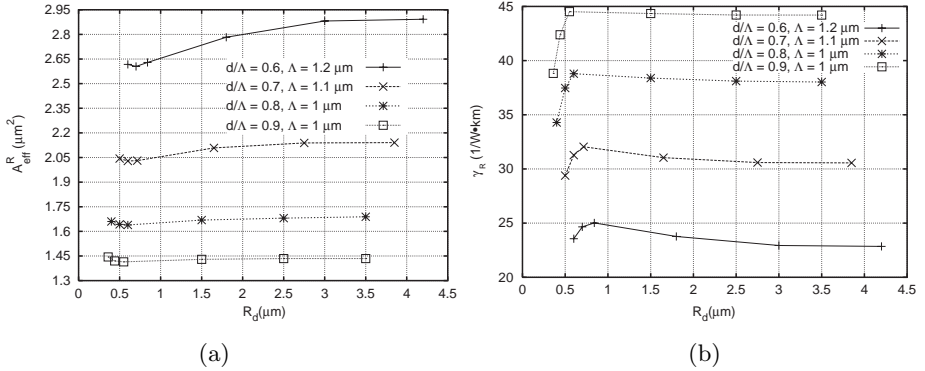 2.95
2.8
2.65
2.5
2.35
2.2
2.05
1.9
1.75
1.6
1.45
1.3
A_eff^R (μm²)
d/Λ = 0.6, Λ = 1.2 μm
d/Λ = 0.7, Λ = 1.1 μm
d/Λ = 0.8, Λ = 1 μm
d/Λ = 0.9, Λ = 1 μm
0 0.5 1 1.5 2 2.5 3 3.5 4 4.5
R_d(μm)
(a)
45
40
35
30
25
20
γ_R (1/W•km)
d/Λ = 0.6, Λ = 1.2 μm
d/Λ = 0.7, Λ = 1.1 μm
d/Λ = 0.8, Λ = 1 μm
d/Λ = 0.9, Λ = 1 μm
0 0.5 1 1.5 2 2.5 3 3.5 4 4.5
R_d(μm)
(b)